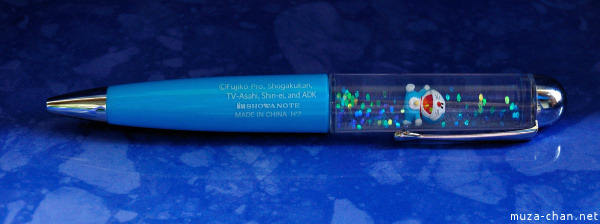 ©Fujiko-Pro, Shogakukan,
TV-Asahi, Shin-ei, and ADK
SHOWANOTE
MADE IN CHINA
muza-chan.net